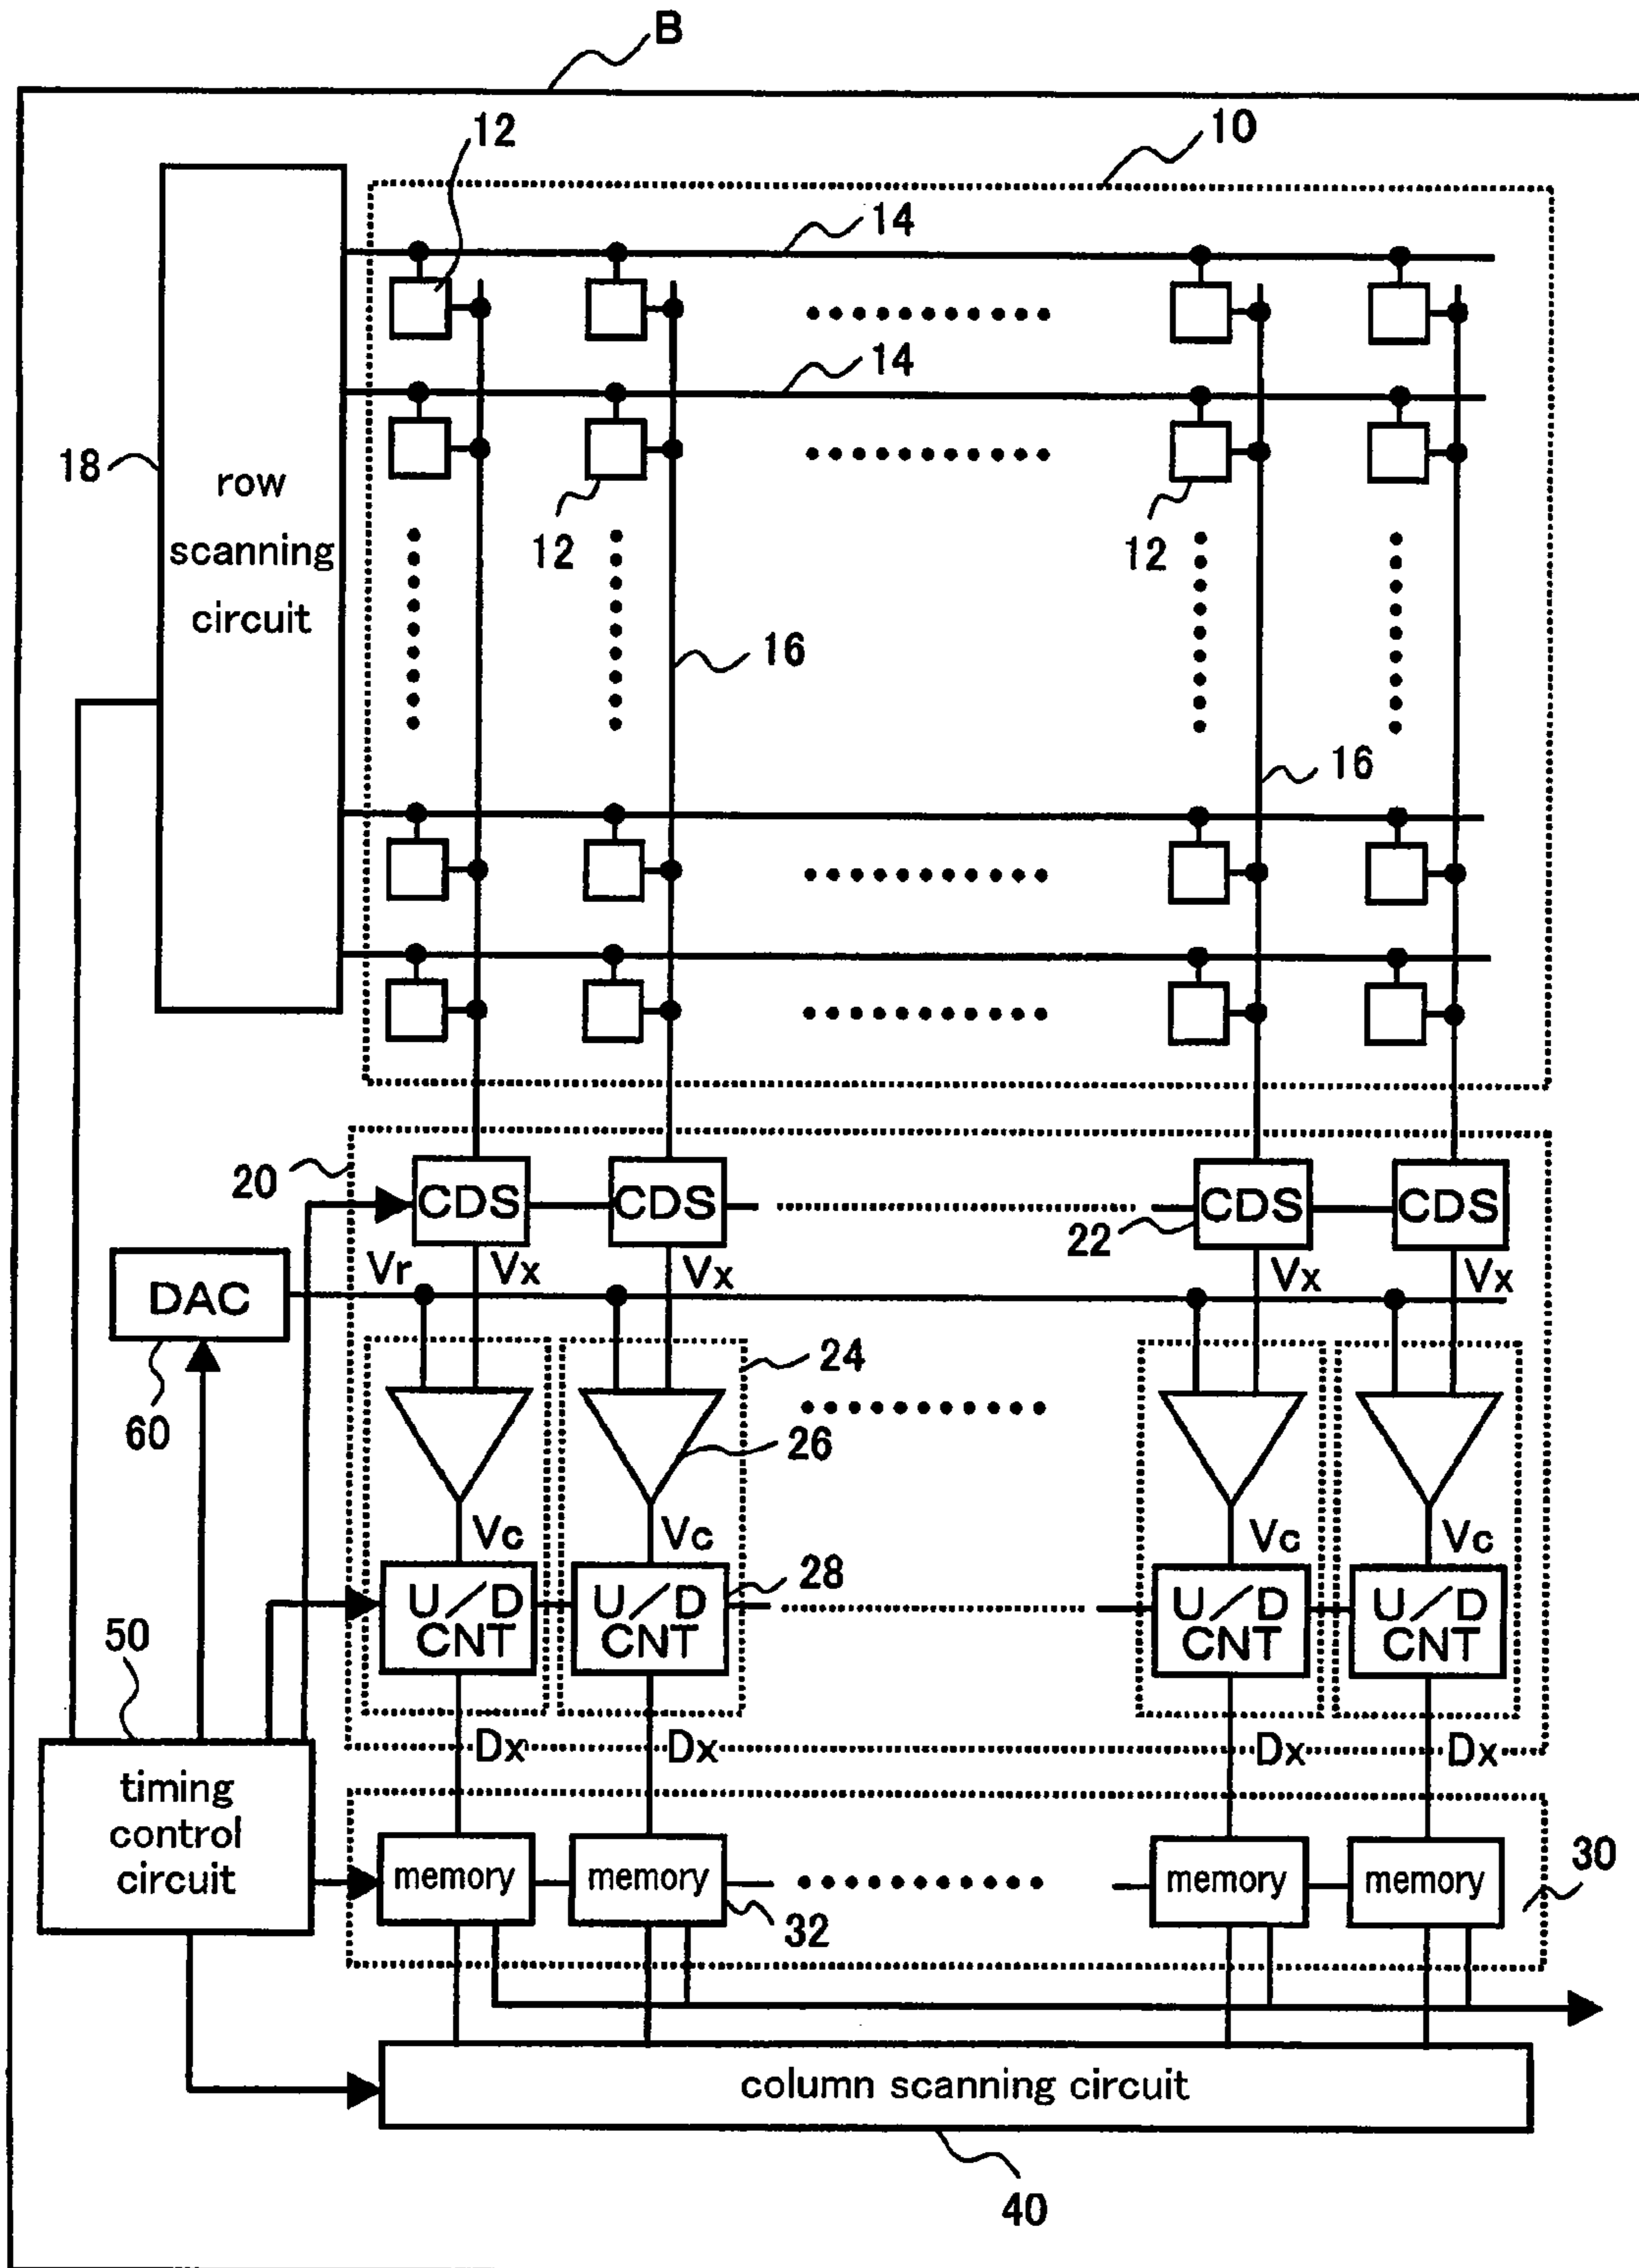 B
12
10
14
14
18
row
scanning
circuit
12
12
16
16
20
CDS
CDS
CDS
CDS
22
Vr
Vx
Vx
Vx
Vx
DAC
60
24
26
Vc
Vc
Vc
Vc
28
U/D
CNT
U/D
CNT
U/D
CNT
U/D
CNT
50
Dx
Dx
Dx
Dx
timing
control
circuit
memory
memory
memory
memory
30
32
column scanning circuit
40